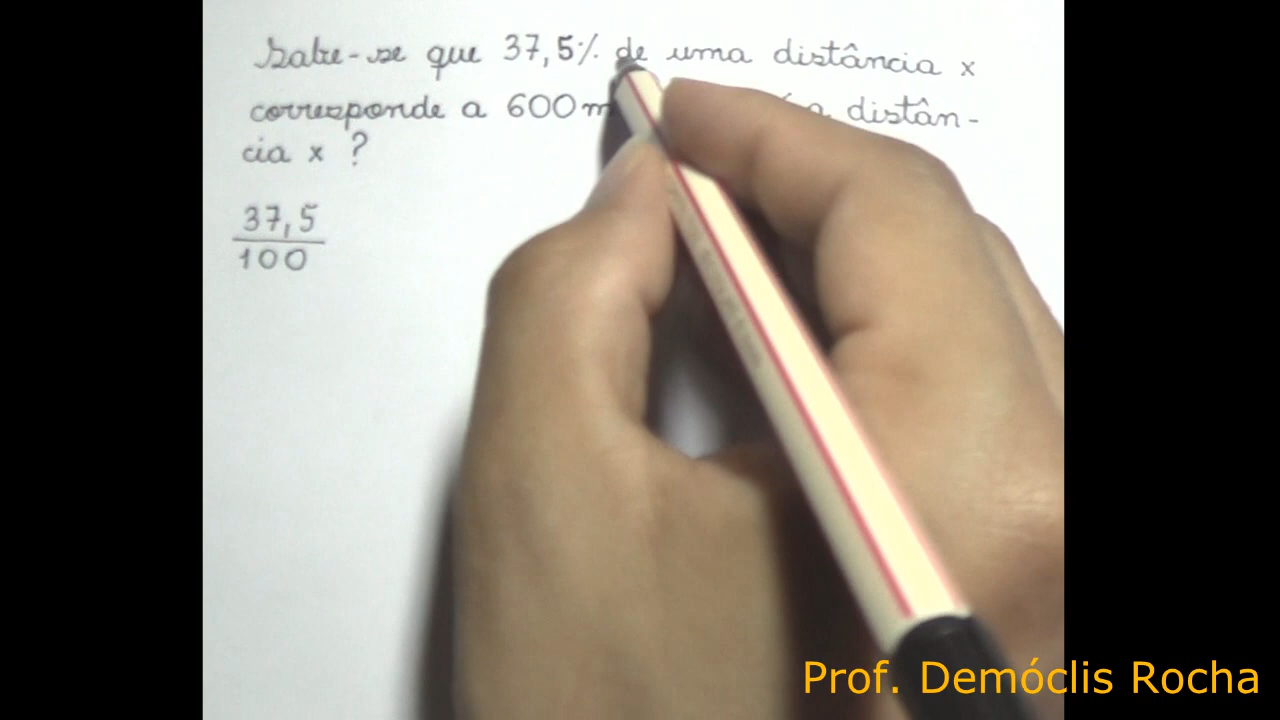 Sabe-se que 37,5% de uma distância x
corresponde a 600m a distân-
cia x ?
37,5
100
Prof. Demóclis Rocha